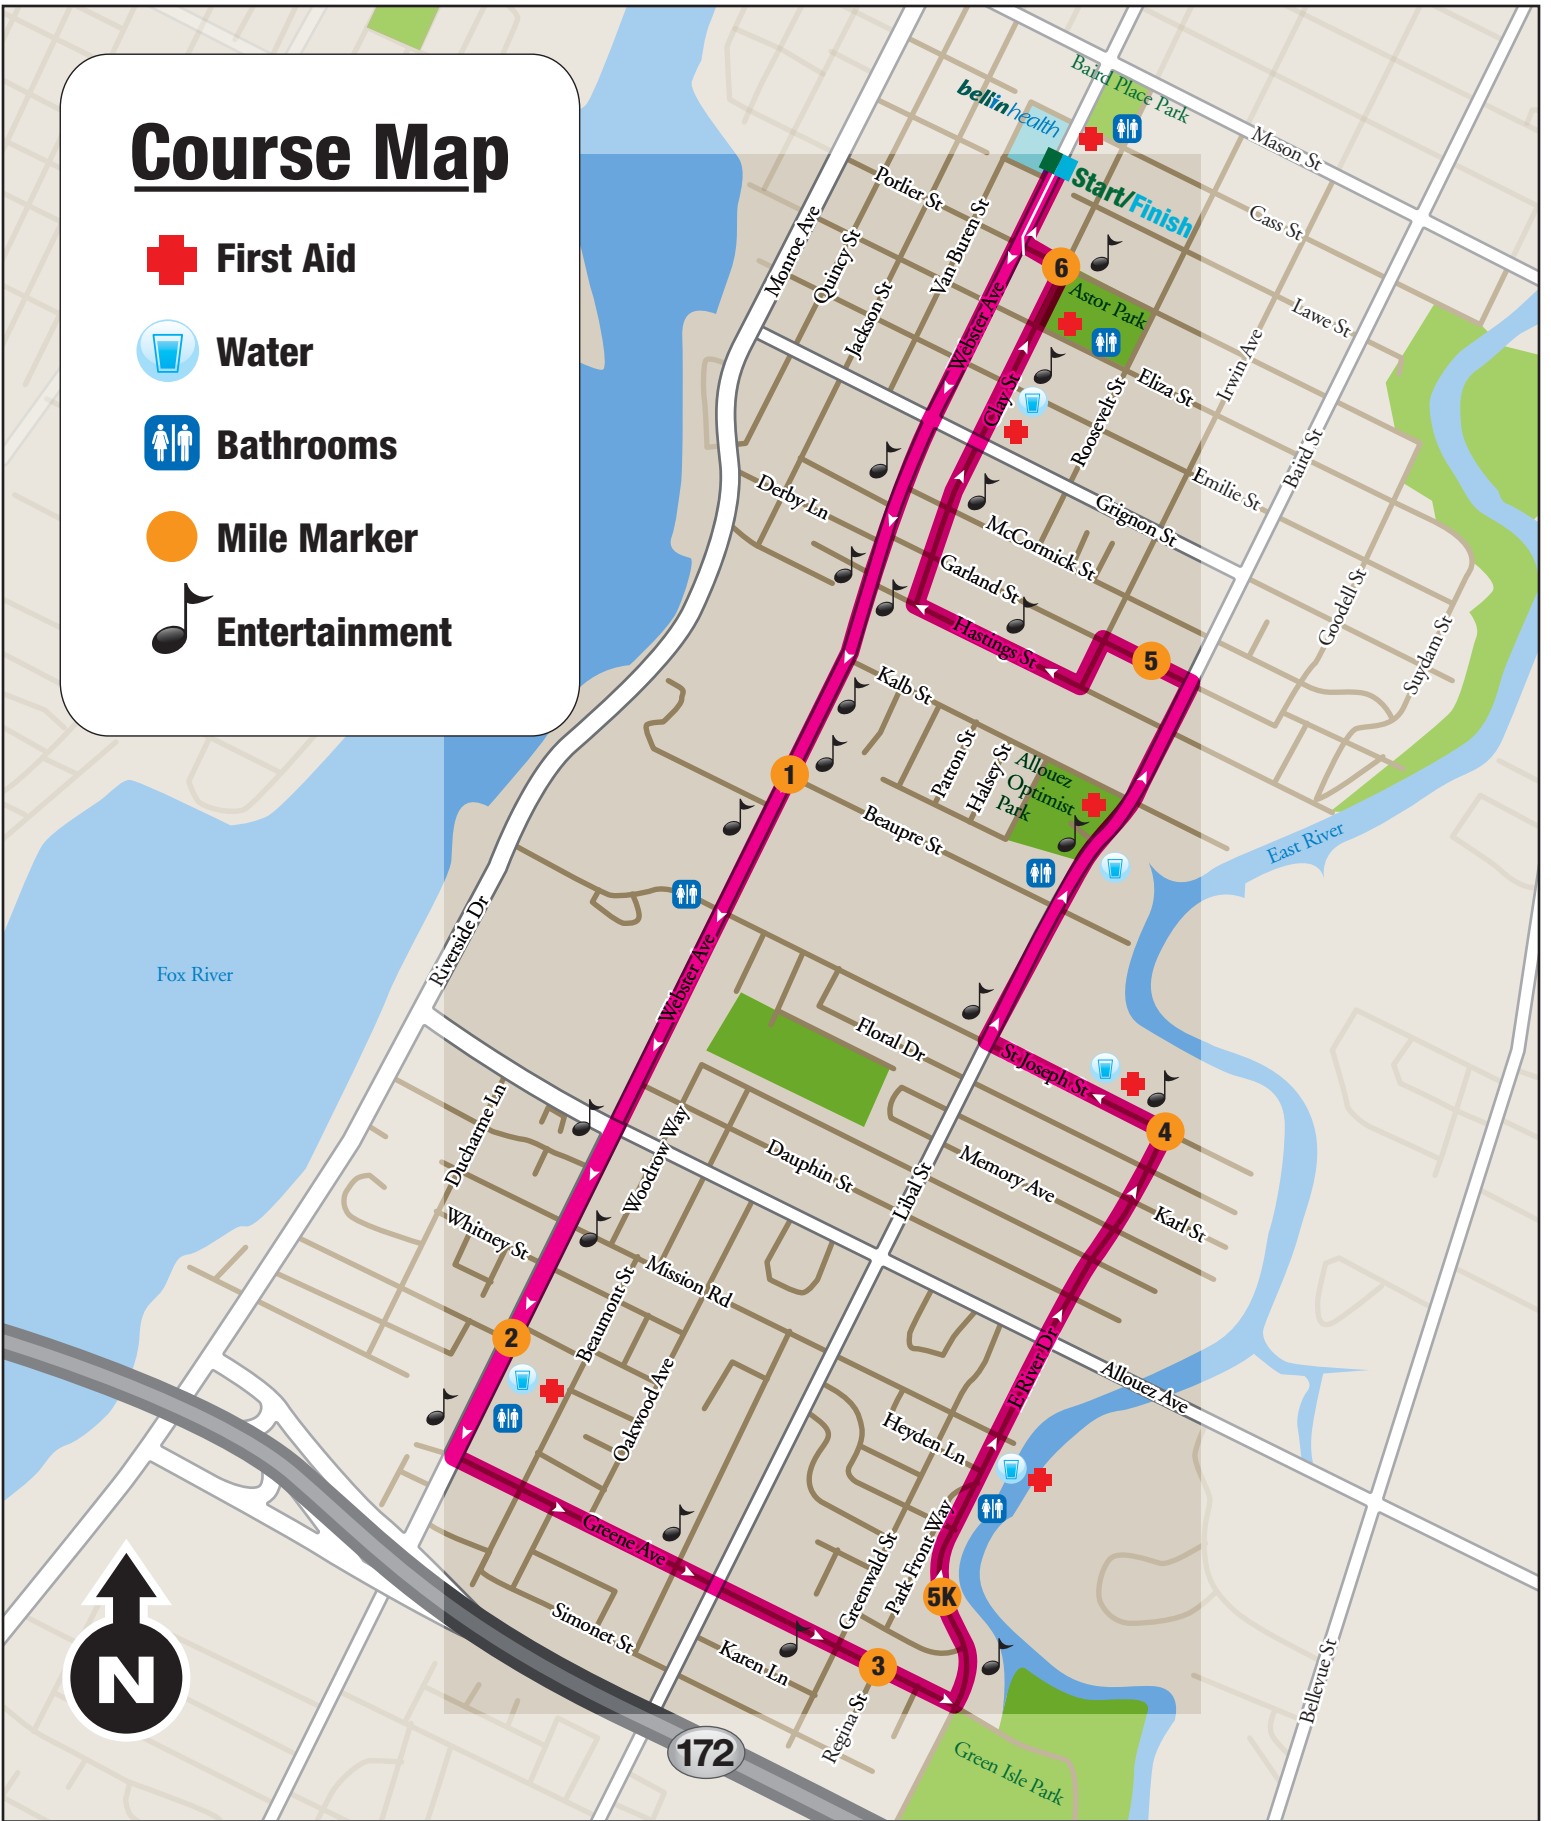 Course Map
First Aid
Water
Bathrooms
Mile Marker
Entertainment
Baird Place Park
bellinhealth
Start/Finish
Mason St
Cass St
Lawe St
Porlier St
Monroe Ave
Quincy St
Jackson St
Van Buren St
Webster Ave
6
Astor Park
Clay St
Roosevelt St
Eliza St
Irwin Ave
Baird St
Emilie St
Grignon St
Derby Ln
McCormick St
Garland St
Hastings St
5
Goodell St
Suydam St
Kalb St
Patton St
Halsey St
Allouez
Optimist
Park
1
Beaupre St
East River
Riverside Dr
Fox River
Webster Ave
Floral Dr
St Joseph St
4
Ducharme Ln
Woodrow Way
Dauphin St
Libal St
Memory Ave
Karl St
Whitney St
Mission Rd
Beaumont St
2
Oakwood Ave
E River Dr
Allouez Ave
Heyden Ln
Greene Ave
Greenwald St
Park Front Way
5K
Simonet St
Karen Ln
3
Regina St
Bellevue St
N
172
Green Isle Park